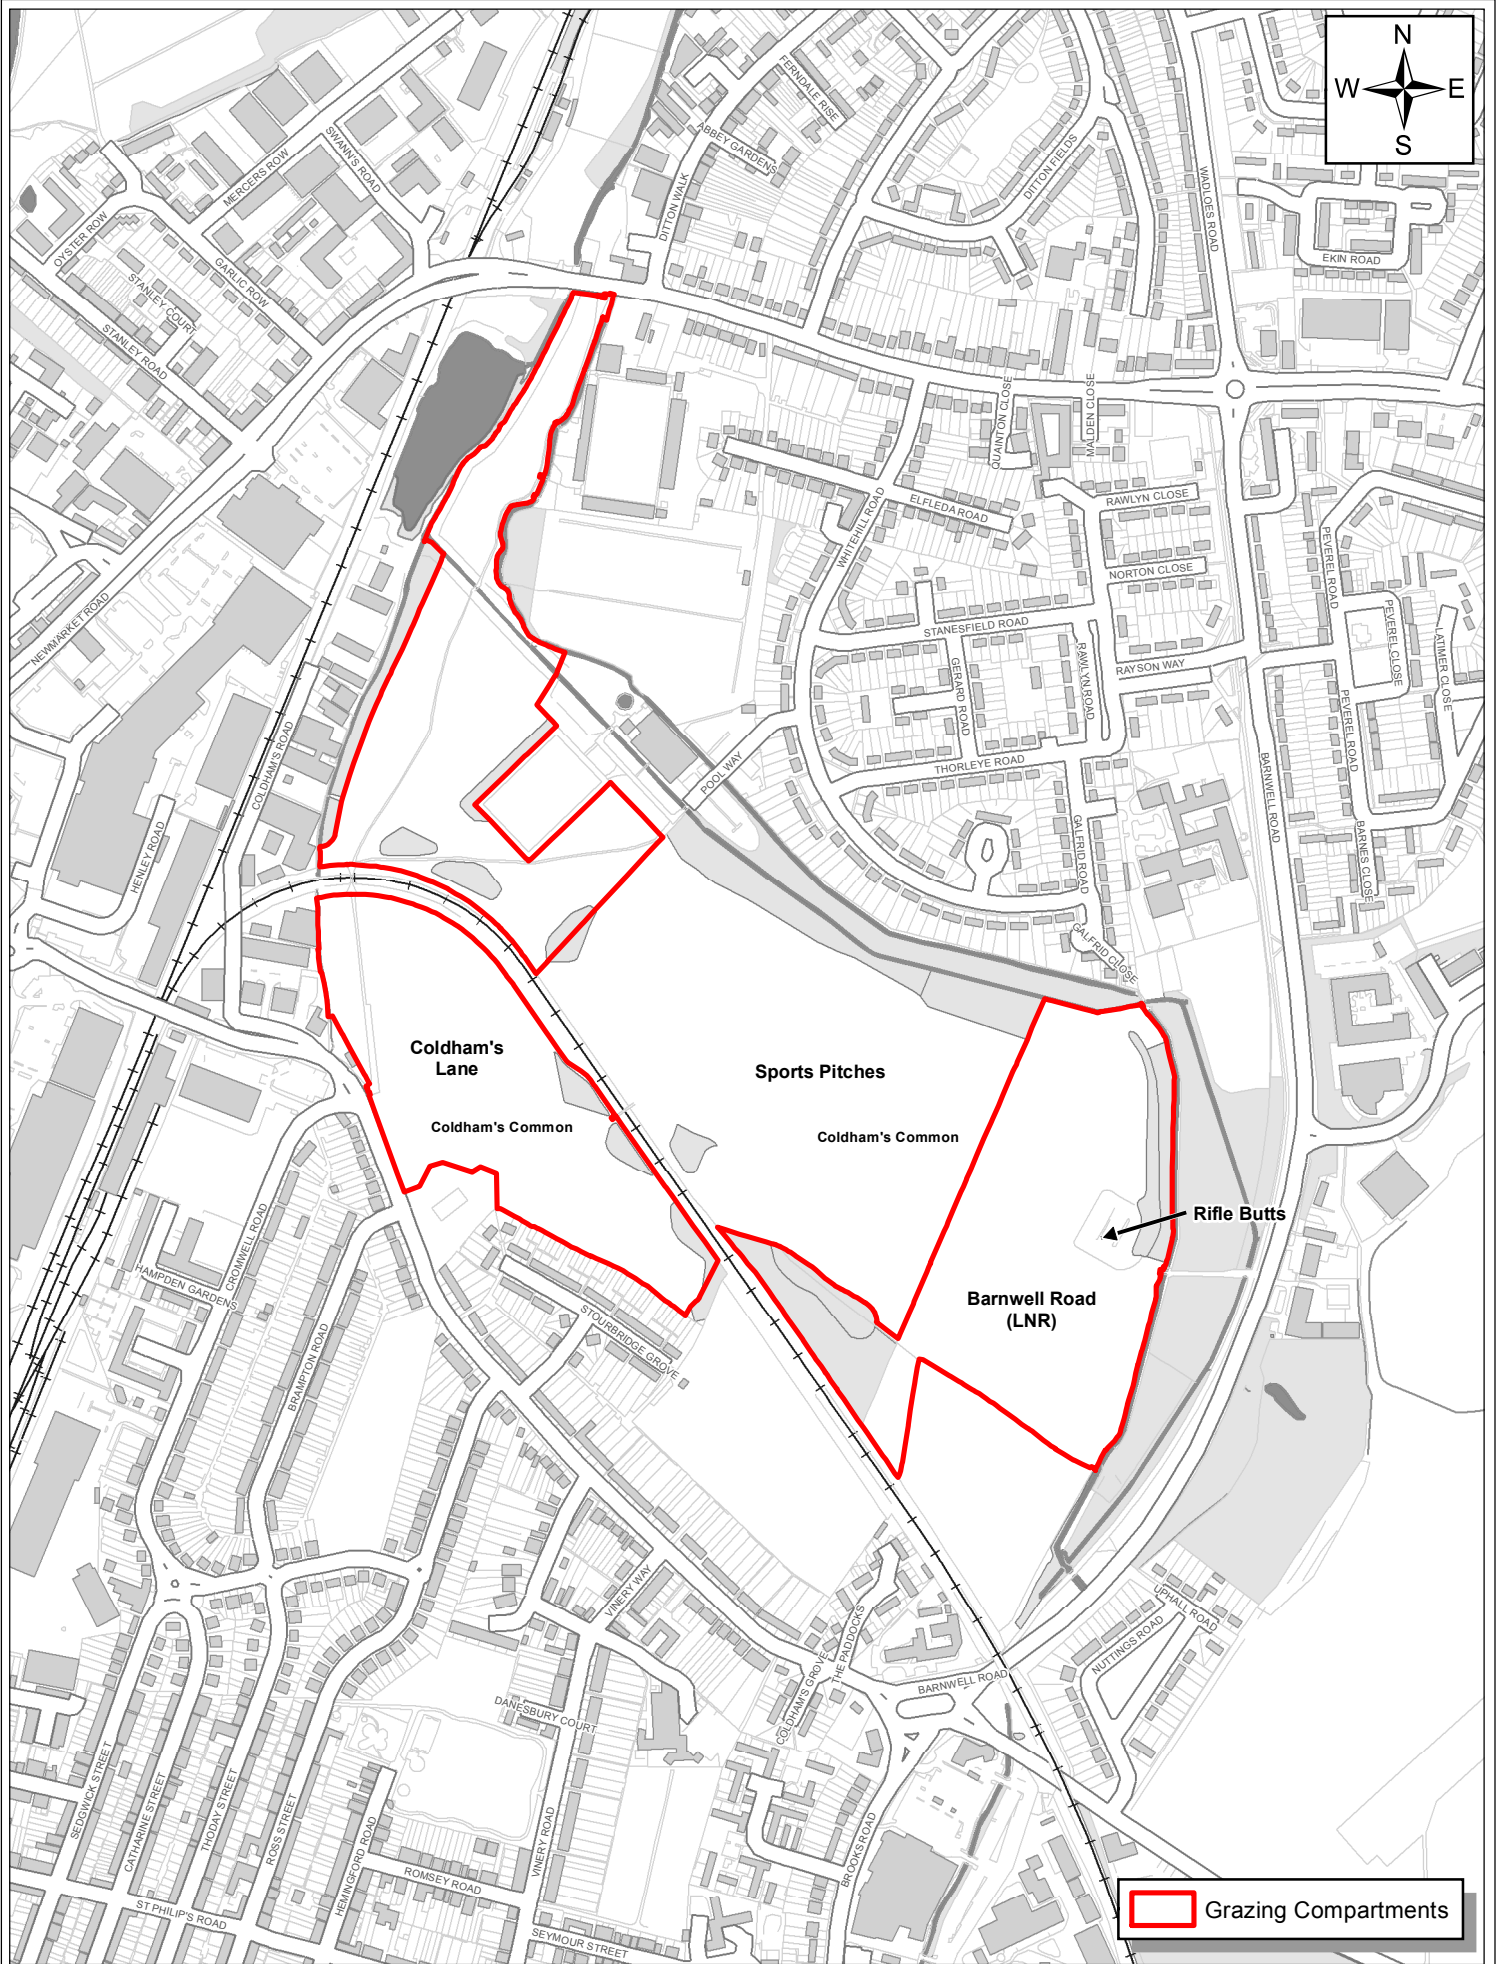 N
W E
S
FERNDALE RISE
ABBEY GARDENS
SWANN'S ROAD
MERCERS ROW
OYSTER ROW
GARLIC ROW
STANLEY COURT
STANLEY ROAD
DITTON WALK
DITTON FIELDS
WADLOES ROAD
EKIN ROAD
QUAINTON CLOSE
MALDEN CLOSE
RAWLYN CLOSE
ELFLEDA ROAD
WHITEHILL ROAD
NORTON CLOSE
PEVEREL ROAD
PEVEREL CLOSE
LATIMER CLOSE
STANESFIELD ROAD
GERARD ROAD
RAWLYN ROAD
RAYSON WAY
PEVEREL ROAD
NEWMARKET ROAD
COLDHAM'S ROAD
POOL WAY
THORLEYE ROAD
BARNWELL ROAD
HENLEY ROAD
GALFRID ROAD
BARNES CLOSE
GALFRID CLOSE
Coldham's
Lane
Sports Pitches
Coldham's Common
Coldham's Common
Rifle Butts
CROMWELL ROAD
HAMPDEN GARDENS
Barnwell Road
(LNR)
STOURBRIDGE GROVE
BRAMPTON ROAD
VINERY WAY
THE PADDOCKS
UPHALL ROAD
NUTTINGS ROAD
COLDHAM'S GROVE
BARNWELL ROAD
DANESBURY COURT
SEDGWICK STREET
CATHARINE STREET
THODAY STREET
ROSS STREET
HEMINGFORD ROAD
VINERY ROAD
BROOKS ROAD
ROMSEY ROAD
ST PHILIP'S ROAD
SEYMOUR STREET
Grazing Compartments